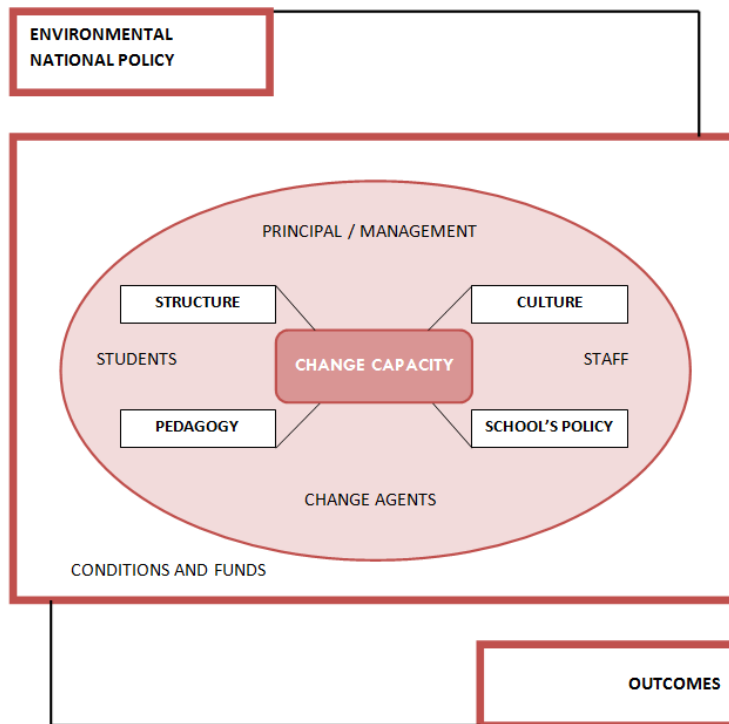 ENVIRONMENTAL
NATIONAL POLICY
PRINCIPAL / MANAGEMENT
STRUCTURE
CULTURE
STUDENTS
CHANGE CAPACITY
STAFF
PEDAGOGY
SCHOOL'S POLICY
CHANGE AGENTS
CONDITIONS AND FUNDS
OUTCOMES